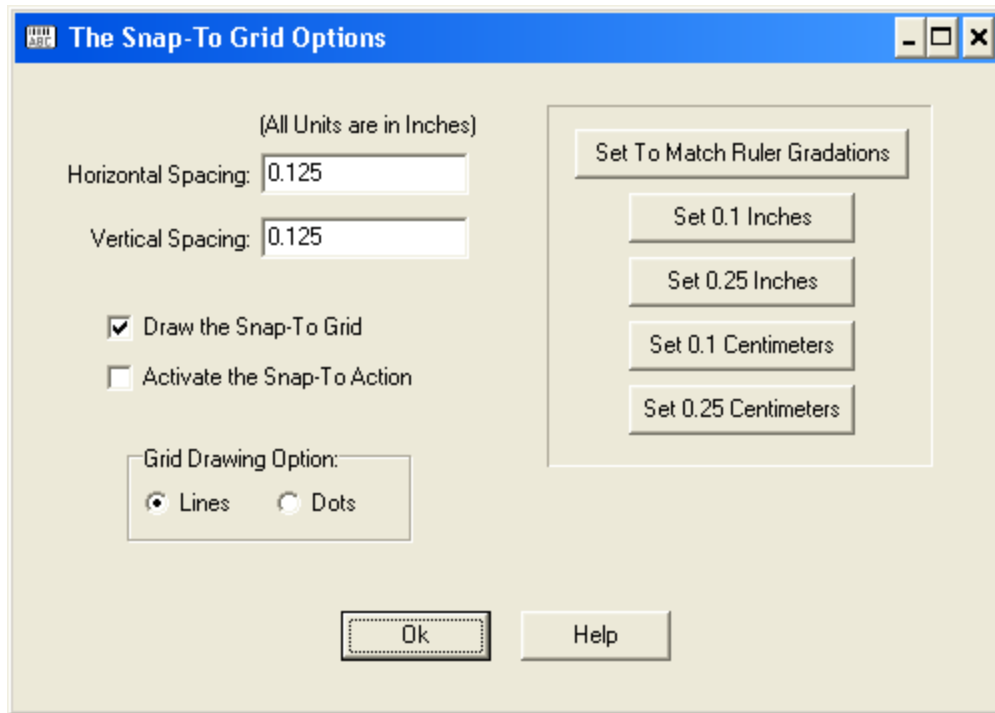 The Snap-To Grid Options
(All Units are in Inches)
Horizontal Spacing: 0.125
Vertical Spacing: 0.125
Draw the Snap-To Grid
Activate the Snap-To Action
Grid Drawing Option:
Lines Dots
Set To Match Ruler Gradations
Set 0.1 Inches
Set 0.25 Inches
Set 0.1 Centimeters
Set 0.25 Centimeters
Ok Help